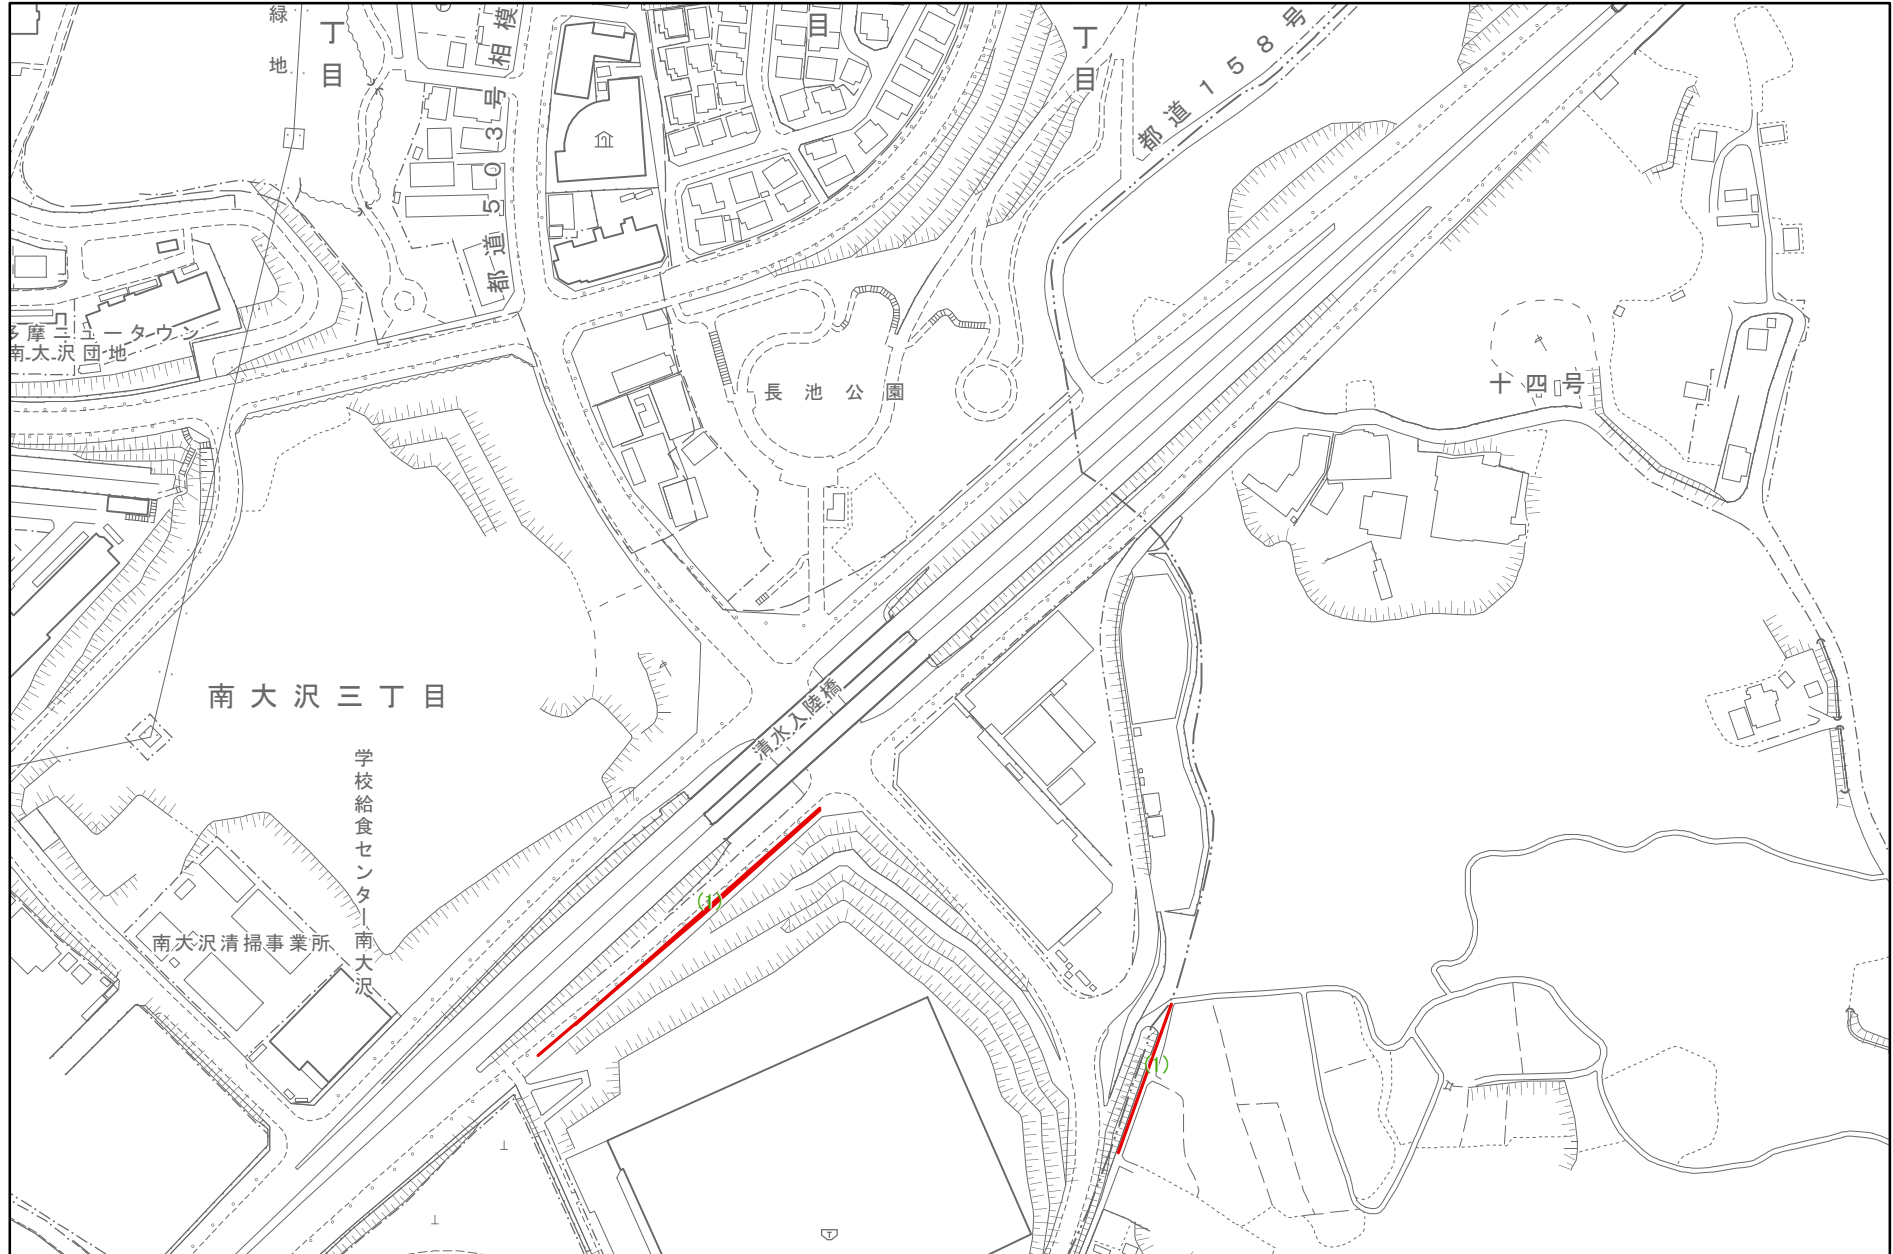 緑地
丁目
相模
都道503号
目
丁目
都道158号
多摩ニュータウン
南大沢団地
長池公園
十四号
南大沢三丁目
清水入陸橋
学校給食センター南大沢
南大沢清掃事業所
(1)
(1)